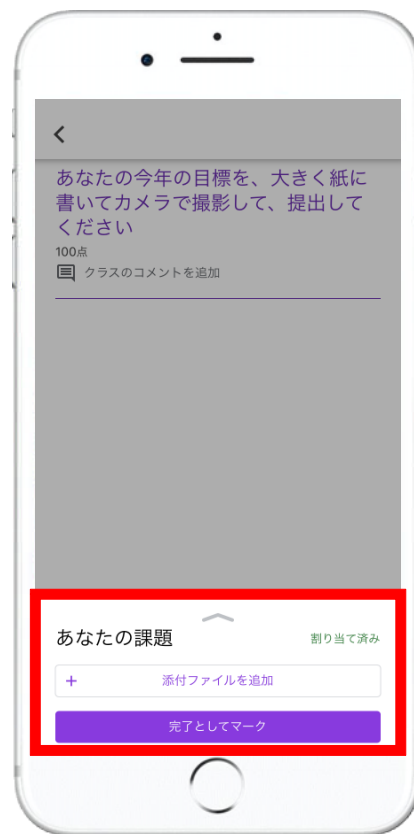 あなたの今年の目標を、大きく紙に
書いてカメラで撮影して、提出して
ください
100点
クラスのコメントを追加
あなたの課題
割り当て済み
+ 添付ファイルを追加
完了としてマーク